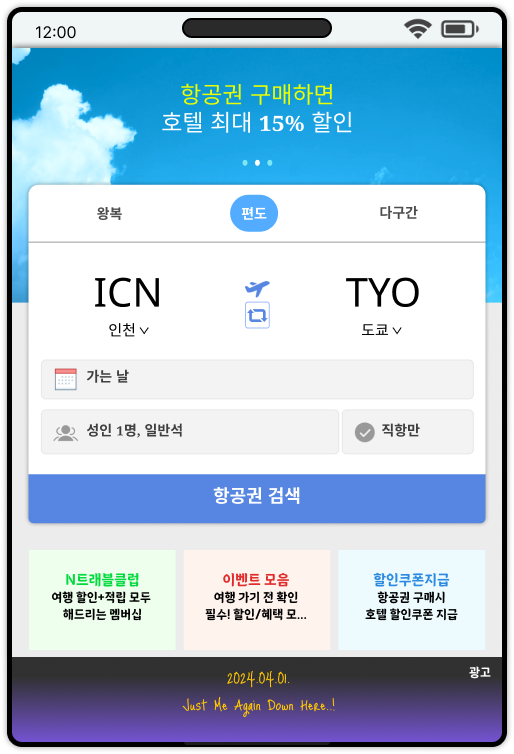 12:00
항공권 구매하면
호텔 최대 15% 할인
왕복 편도 다구간
ICN TYO
인천 도쿄
가는 날
성인 1명, 일반석 직항만
항공권 검색
N트래블클럽 이벤트 모음 할인쿠폰지급
여행 할인+적립 모두 여행 가기 전 확인 항공권 구매시
해드리는 멤버십 필수! 할인/혜택 모... 호텔 할인쿠폰 지급
광고
2024.04.01.
Just Me Again Down Here..!